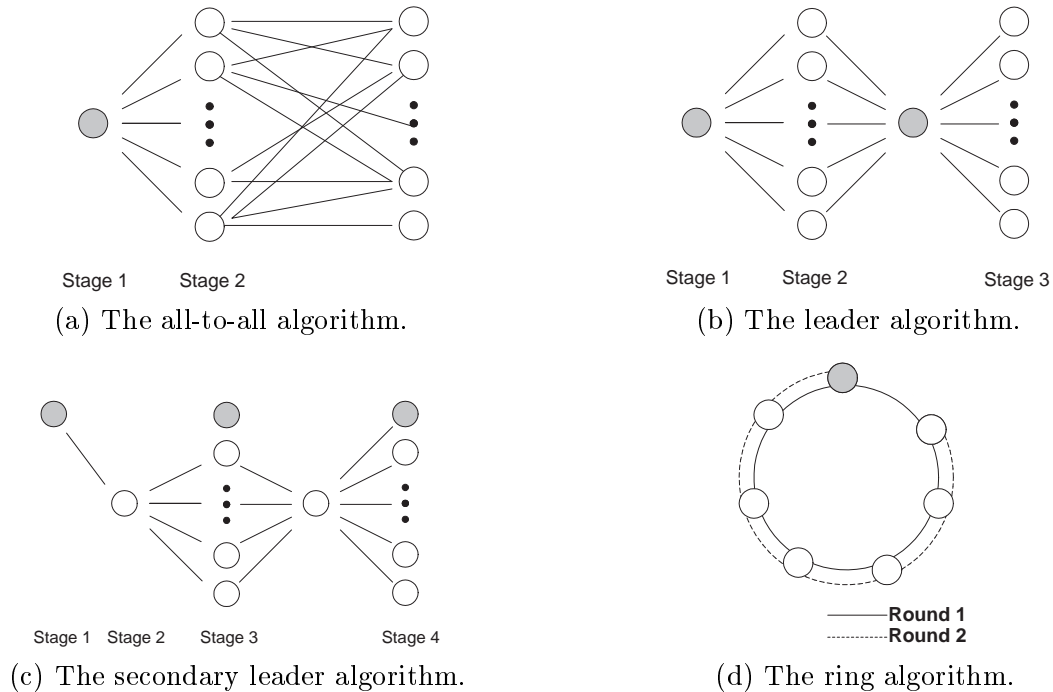 Stage 1 Stage 2
(a) The all-to-all algorithm.
Stage 1 Stage 2 Stage 3
(b) The leader algorithm.
Stage 1 Stage 2 Stage 3 Stage 4
(c) The secondary leader algorithm.
Round 1
Round 2
(d) The ring algorithm.